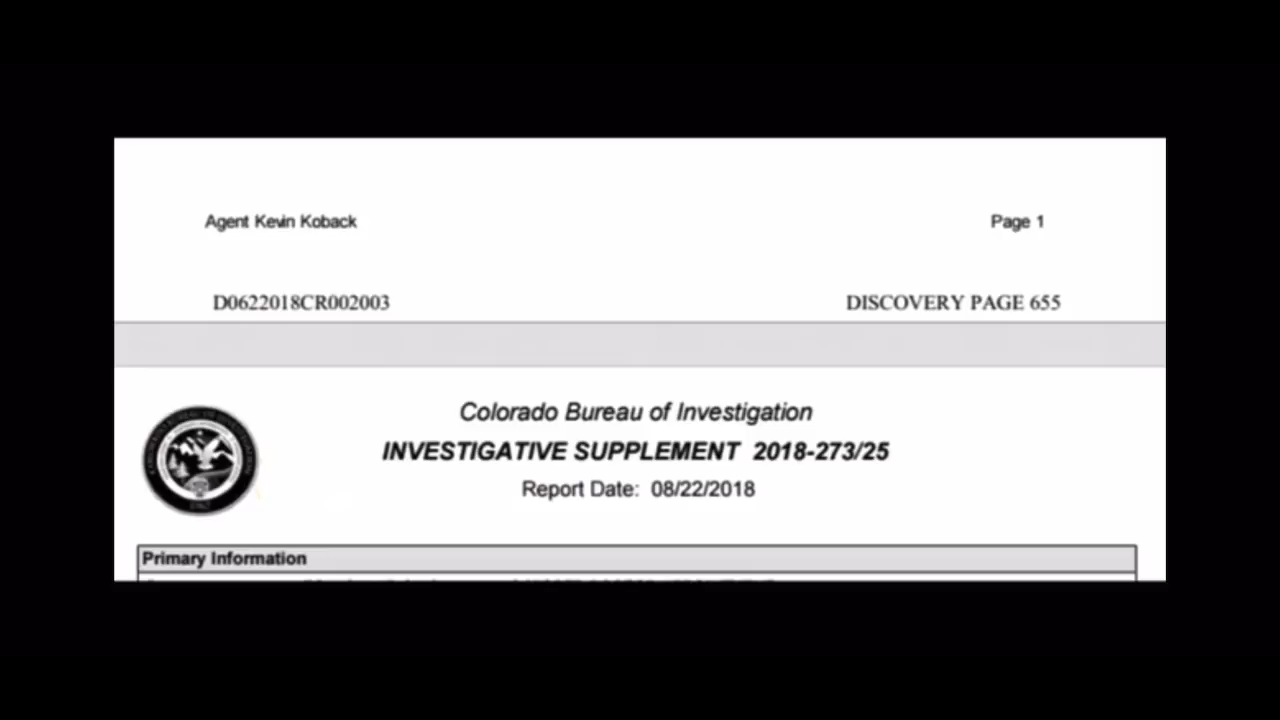 Agent Kevin Koback Page 1
D0622018CR002003 DISCOVERY PAGE 655
Colorado Bureau of Investigation
INVESTIGATIVE SUPPLEMENT 2018-273/25
Report Date: 08/22/2018
Primary Information